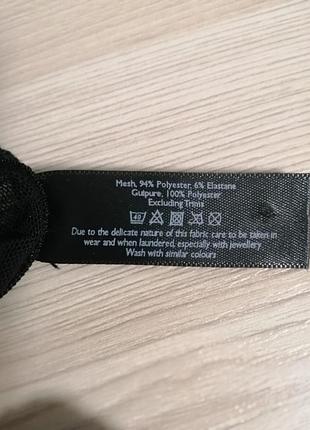 Mesh, 94% Polyester, 6% Elastane
Guipure, 100% Polyester
Excluding Trims
40
Due to the delicate nature of this fabric care to be taken in
wear and when laundered, especially with jewellery
Wash with similar colours